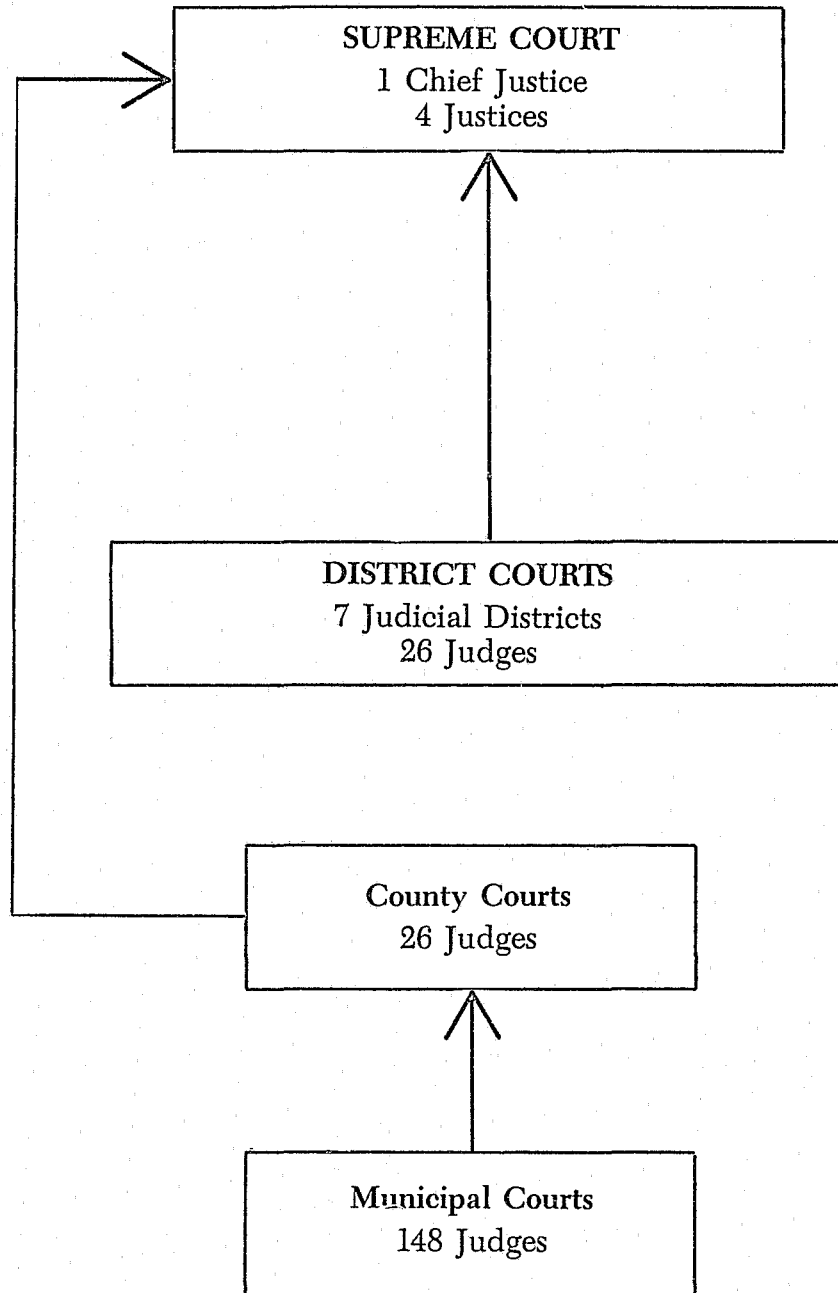 SUPREME COURT
1 Chief Justice
4 Justices
DISTRICT COURTS
7 Judicial Districts
26 Judges
County Courts
26 Judges
Municipal Courts
148 Judges